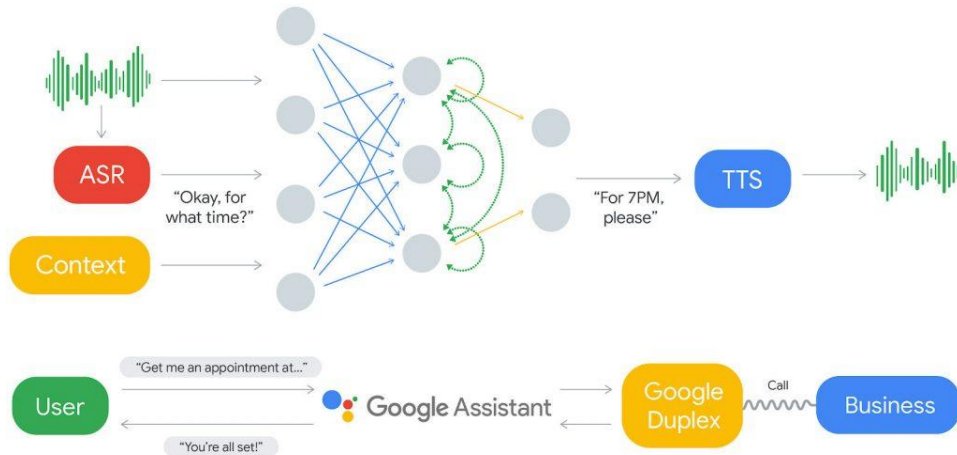 ASR
“Okay, for
what time?”
Context
“For 7PM,
please”
TTS
User
“Get me an appointment at...”
“You’re all set!”
Google Assistant
Google
Duplex
Call
Business